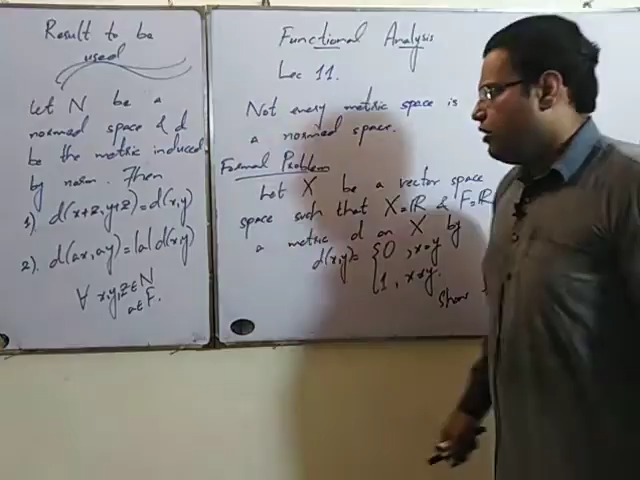 Result to be
used
Let N be a
normed space & d
be the metric induced
by norm. Then
1) d(x+z,y+z)=d(x,y)
2). d(ax,ay)=|a|d(x,y)
∀ x,y,z∈N
a∈F.
Functional Analysis
Lec 11.
Not every metric space is
a normed space.
Formal Problem
Let X be a vector space
space such that X=ℝ & F=ℝ
a metric d on X by
d(x,y)= { 0 , x=y
1 , x≠y.
Show